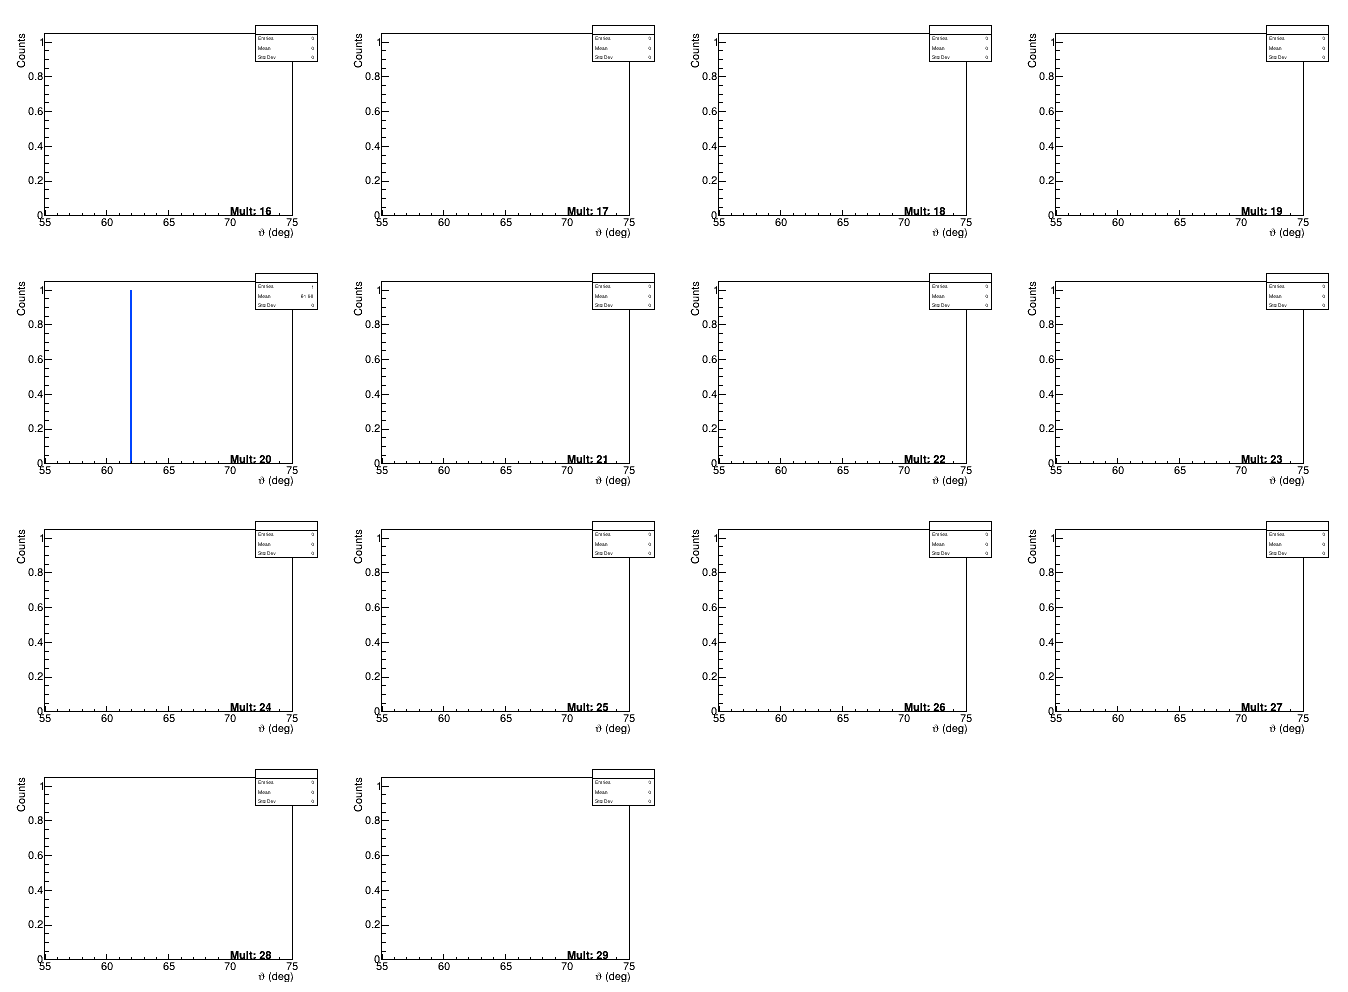 Counts
1
0.8
0.6
0.4
0.2
0
55 60 65 70 75
ϑ (deg)
Mult: 16
Entries 0
Mean 0
Std Dev 0
Counts
1
0.8
0.6
0.4
0.2
0
55 60 65 70 75
ϑ (deg)
Mult: 17
Entries 0
Mean 0
Std Dev 0
Counts
1
0.8
0.6
0.4
0.2
0
55 60 65 70 75
ϑ (deg)
Mult: 18
Entries 0
Mean 0
Std Dev 0
Counts
1
0.8
0.6
0.4
0.2
0
55 60 65 70 75
ϑ (deg)
Mult: 19
Entries 0
Mean 0
Std Dev 0
Counts
1
0.8
0.6
0.4
0.2
0
55 60 65 70 75
ϑ (deg)
Mult: 20
Entries 1
Mean
Std Dev 0
Counts
1
0.8
0.6
0.4
0.2
0
55 60 65 70 75
ϑ (deg)
Mult: 21
Entries 0
Mean 0
Std Dev 0
Counts
1
0.8
0.6
0.4
0.2
0
55 60 65 70 75
ϑ (deg)
Mult: 22
Entries 0
Mean 0
Std Dev 0
Counts
1
0.8
0.6
0.4
0.2
0
55 60 65 70 75
ϑ (deg)
Mult: 23
Entries 0
Mean 0
Std Dev 0
Counts
1
0.8
0.6
0.4
0.2
0
55 60 65 70 75
ϑ (deg)
Mult: 24
Entries 0
Mean 0
Std Dev 0
Counts
1
0.8
0.6
0.4
0.2
0
55 60 65 70 75
ϑ (deg)
Mult: 25
Entries 0
Mean 0
Std Dev 0
Counts
1
0.8
0.6
0.4
0.2
0
55 60 65 70 75
ϑ (deg)
Mult: 26
Entries 0
Mean 0
Std Dev 0
Counts
1
0.8
0.6
0.4
0.2
0
55 60 65 70 75
ϑ (deg)
Mult: 27
Entries 0
Mean 0
Std Dev 0
Counts
1
0.8
0.6
0.4
0.2
0
55 60 65 70 75
ϑ (deg)
Mult: 28
Entries 0
Mean 0
Std Dev 0
Counts
1
0.8
0.6
0.4
0.2
0
55 60 65 70 75
ϑ (deg)
Mult: 29
Entries 0
Mean 0
Std Dev 0